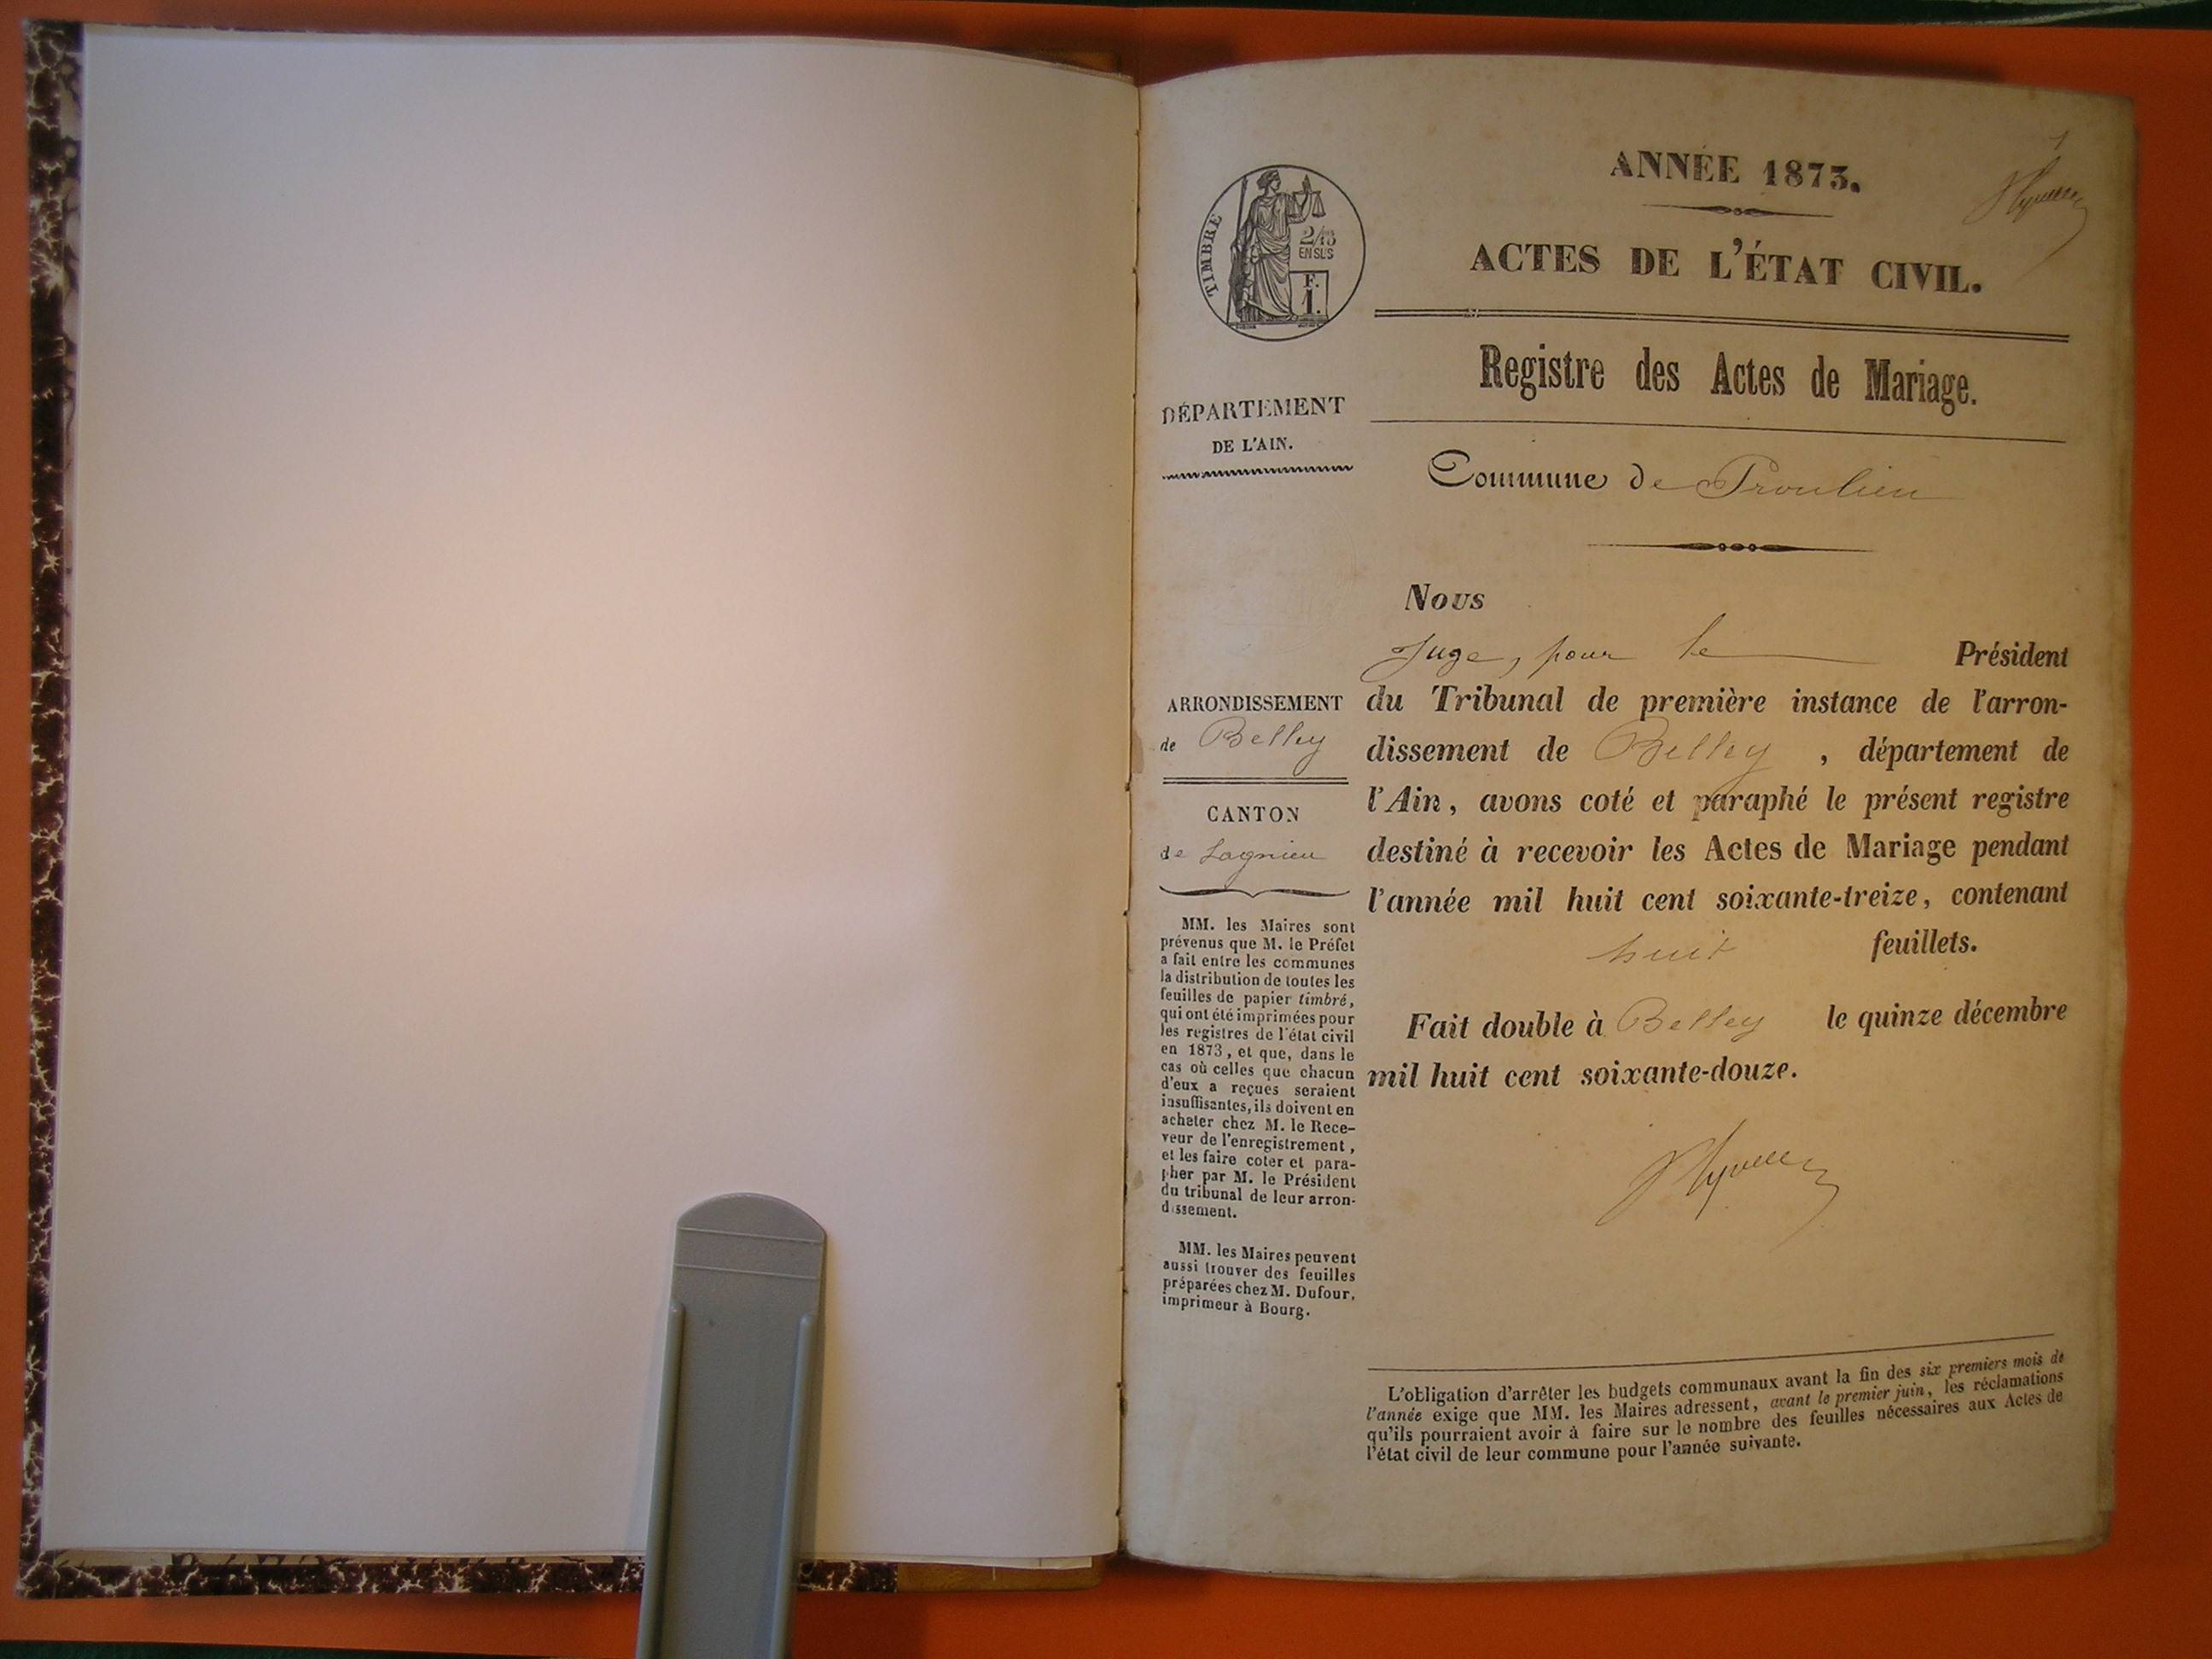 1
ANNÉE 1873.
ACTES DE L'ÉTAT CIVIL.
TIMBRE
2/10
EN SUS
F.
1.
Registre des Actes de Mariage.
DÉPARTEMENT
DE L'AIN.
Commune de Proulieu
Nous
Juge, pour le Président
ARRONDISSEMENT
de Belley
CANTON
de Lagnieu
du Tribunal de première instance de l'arron-
dissement de Belley, département de
l'Ain, avons coté et paraphé le présent registre
destiné à recevoir les Actes de Mariage pendant
l'année mil huit cent soixante-treize, contenant
huit feuillets.
Fait double à Belley le quinze décembre
mil huit cent soixante-douze.
MM. les Maires sont
prévenus que M. le Préfet
a fait entre les communes
la distribution de toutes les
feuilles de papier timbré,
qui ont été imprimées pour
les registres de l'état civil
en 1873, et que, dans le
cas où celles que chacun
d'eux a reçues seraient
insuffisantes, ils doivent en
acheter chez M. le Rece-
veur de l'enregistrement,
et les faire coter et para-
pher par M. le Président
du tribunal de leur arron-
dissement.
MM. les Maires peuvent
aussi trouver des feuilles
préparées chez M. Dufour,
imprimeur à Bourg.
L'obligation d'arrêter les budgets communaux avant la fin des six premiers mois de
l'année exige que MM. les Maires adressent, avant le premier juin, les réclamations
qu'ils pourraient avoir à faire sur le nombre des feuilles nécessaires aux Actes de
l'état civil de leur commune pour l'année suivante.